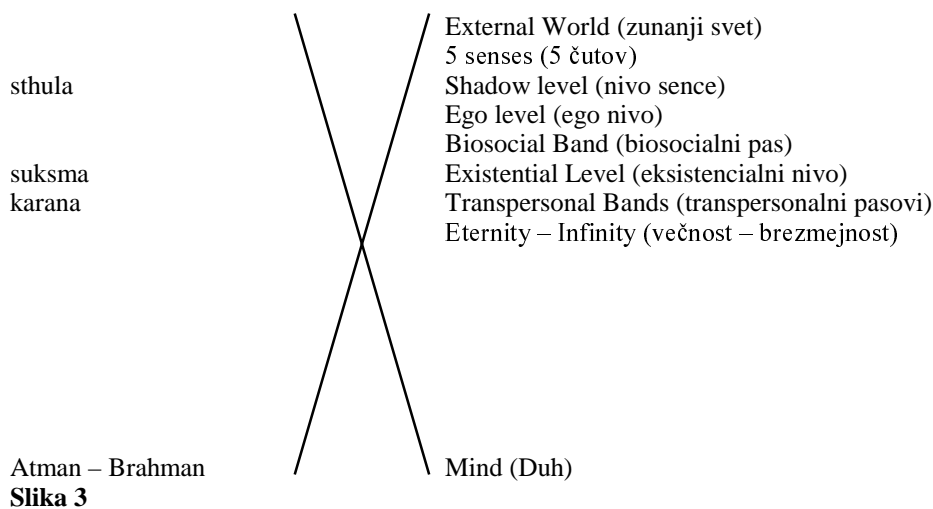 External World (zunanji svet)
5 senses (5 čutov)
sthula Shadow level (nivo sence)
Ego level (ego nivo)
Biosocial Band (biosocialni pas)
suksma Existential Level (eksistencialni nivo)
karana Transpersonal Bands (transpersonalni pasovi)
Eternity – Infinity (večnost – brezmejnost)
Atman – Brahman Mind (Duh)
Slika 3